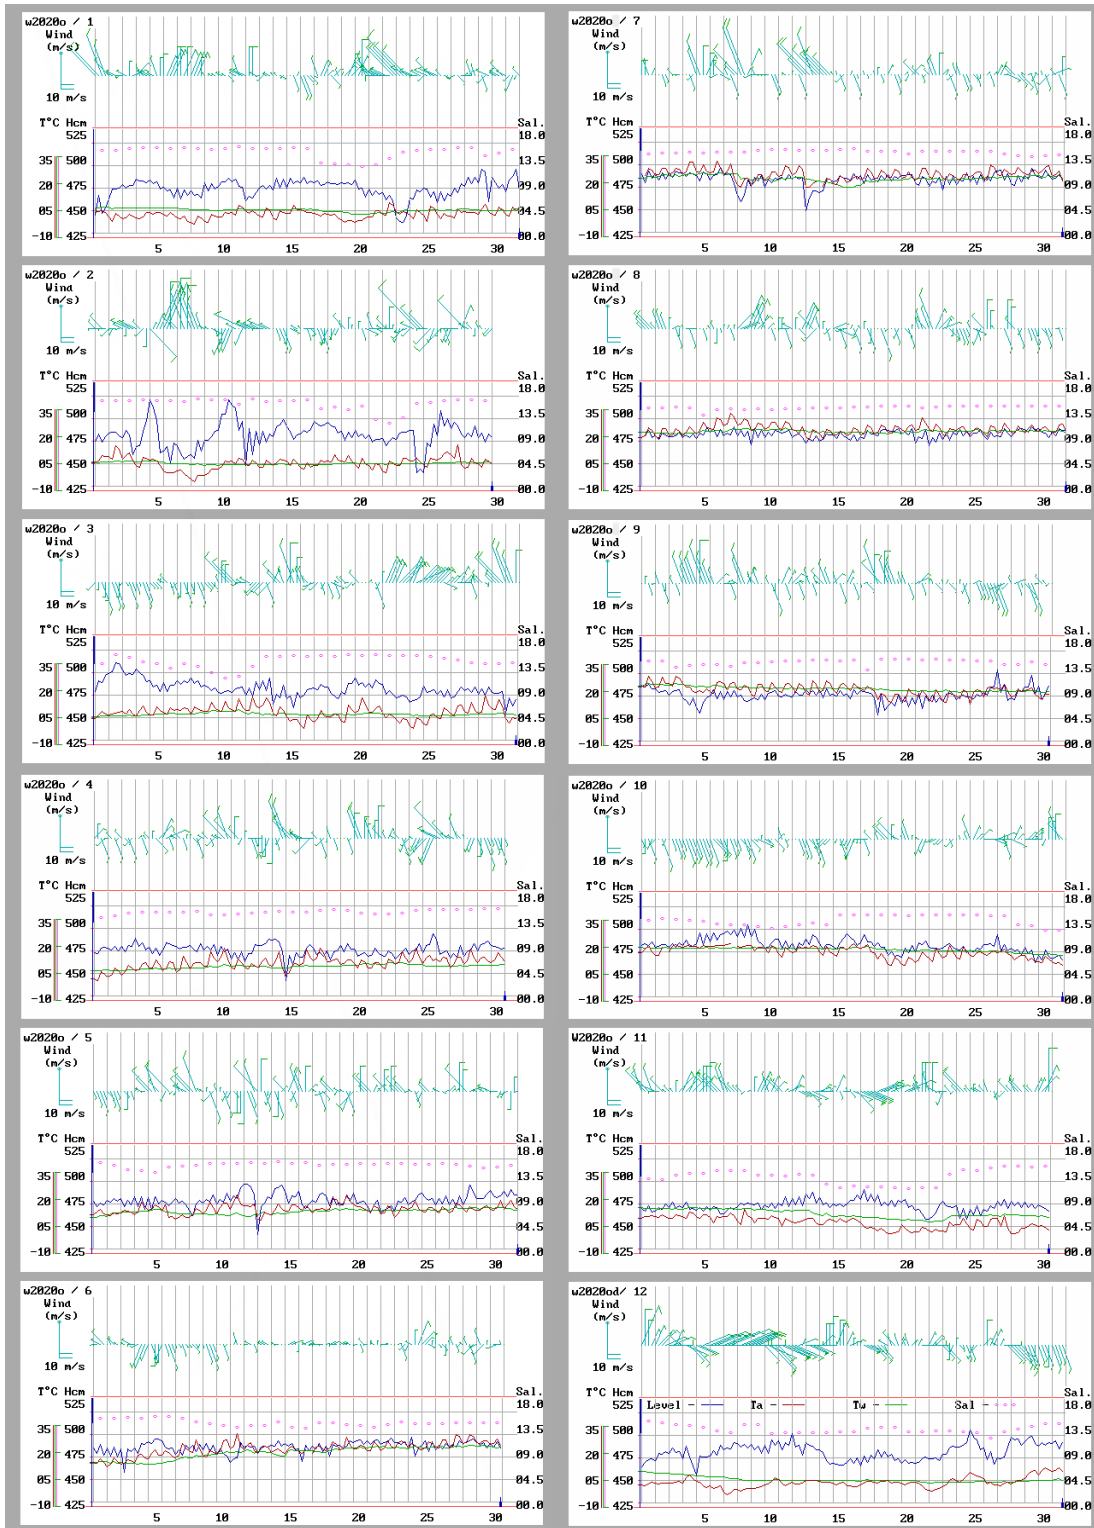 w2020o / 1
Wind
(m/s)
10 m/s
T°C Hcm Sal.
525 18.0
35 500 13.5
20 475 09.0
05 450 04.5
-10 425 00.0
5 10 15 20 25 30
w2020o / 2
Wind
(m/s)
10 m/s
T°C Hcm Sal.
525 18.0
35 500 13.5
20 475 09.0
05 450 04.5
-10 425 00.0
5 10 15 20 25 30
w2020o / 3
Wind
(m/s)
10 m/s
T°C Hcm Sal.
525 18.0
35 500 13.5
20 475 09.0
05 450 04.5
-10 425 00.0
5 10 15 20 25 30
w2020o / 4
Wind
(m/s)
10 m/s
T°C Hcm Sal.
525 18.0
35 500 13.5
20 475 09.0
05 450 04.5
-10 425 00.0
5 10 15 20 25 30
w2020o / 5
Wind
(m/s)
10 m/s
T°C Hcm Sal.
525 18.0
35 500 13.5
20 475 09.0
05 450 04.5
-10 425 00.0
5 10 15 20 25 30
w2020o / 6
Wind
(m/s)
10 m/s
T°C Hcm Sal.
525 18.0
35 500 13.5
20 475 09.0
05 450 04.5
-10 425 00.0
5 10 15 20 25 30
w2020o / 7
Wind
(m/s)
10 m/s
T°C Hcm Sal.
525 18.0
35 500 13.5
20 475 09.0
05 450 04.5
-10 425 00.0
5 10 15 20 25 30
w2020o / 8
Wind
(m/s)
10 m/s
T°C Hcm Sal.
525 18.0
35 500 13.5
20 475 09.0
05 450 04.5
-10 425 00.0
5 10 15 20 25 30
w2020o / 9
Wind
(m/s)
10 m/s
T°C Hcm Sal.
525 18.0
35 500 13.5
20 475 09.0
05 450 04.5
-10 425 00.0
5 10 15 20 25 30
w2020o / 10
Wind
(m/s)
10 m/s
T°C Hcm Sal.
525 18.0
35 500 13.5
20 475 09.0
05 450 04.5
-10 425 00.0
5 10 15 20 25 30
w2020o / 11
Wind
(m/s)
10 m/s
T°C Hcm Sal.
525 18.0
35 500 13.5
20 475 09.0
05 450 04.5
-10 425 00.0
5 10 15 20 25 30
w2020od/ 12
Wind
(m/s)
10 m/s
T°C Hcm Sal.
525 Level - Ta - Tw - Sal - 18.0
35 500 13.5
20 475 09.0
05 450 04.5
-10 425 00.0
5 10 15 20 25 30